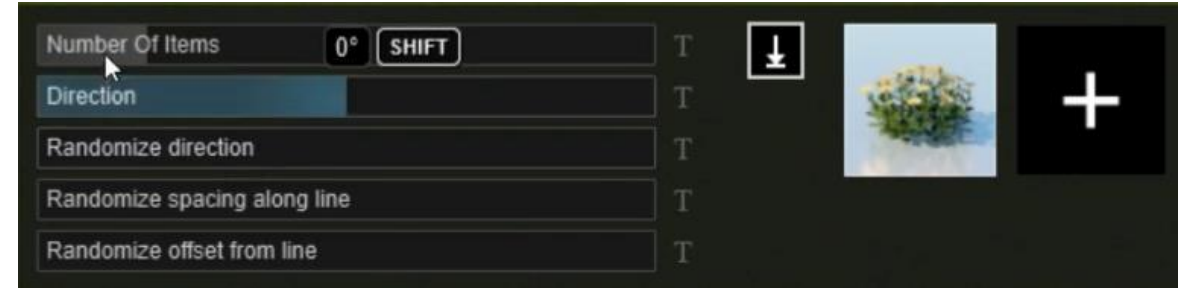 Number Of Items 0° SHIFT T
Direction T
Randomize direction T
Randomize spacing along line T
Randomize offset from line T